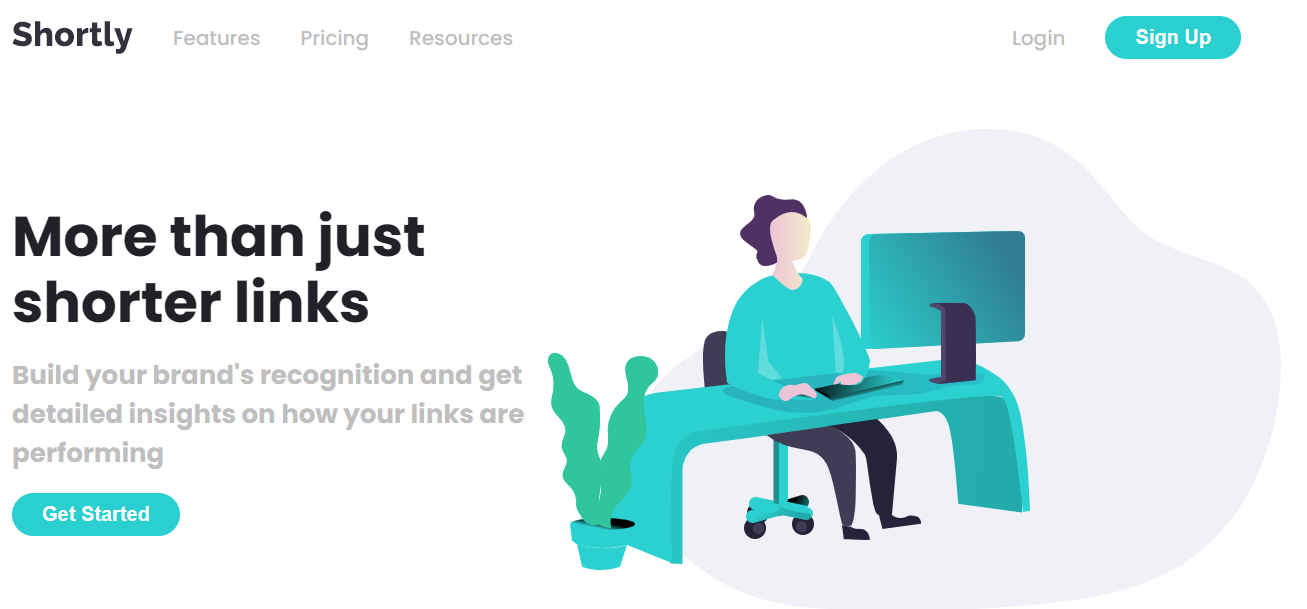 Shortly
Features
Pricing
Resources
Login
Sign Up
More than just
shorter links
Build your brand's recognition and get
detailed insights on how your links are
performing
Get Started